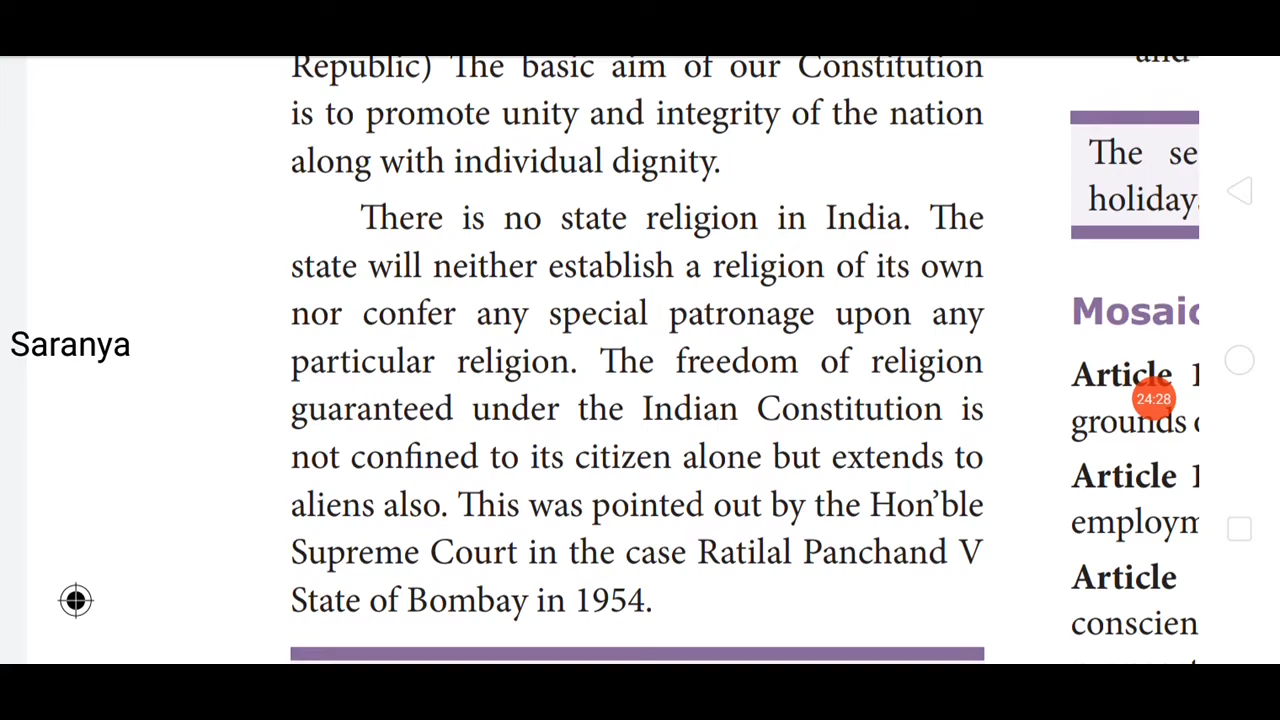 Republic) The basic aim of our Constitution
is to promote unity and integrity of the nation
along with individual dignity.
There is no state religion in India. The
state will neither establish a religion of its own
nor confer any special patronage upon any
particular religion. The freedom of religion
guaranteed under the Indian Constitution is
not confined to its citizen alone but extends to
aliens also. This was pointed out by the Hon’ble
Supreme Court in the case Ratilal Panchand V
State of Bombay in 1954.
Saranya
and
The se
holiday
Mosaic
Article 1
24:28
grounds o
Article 1
employm
Article
conscien